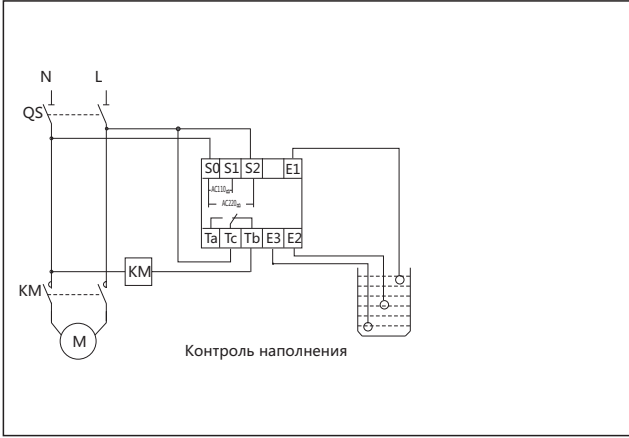 N L
QS
S0 S1 S2 E1
AC110
AC220
Ta Tc Tb E3 E2
KM
KM
M
Контроль наполнения